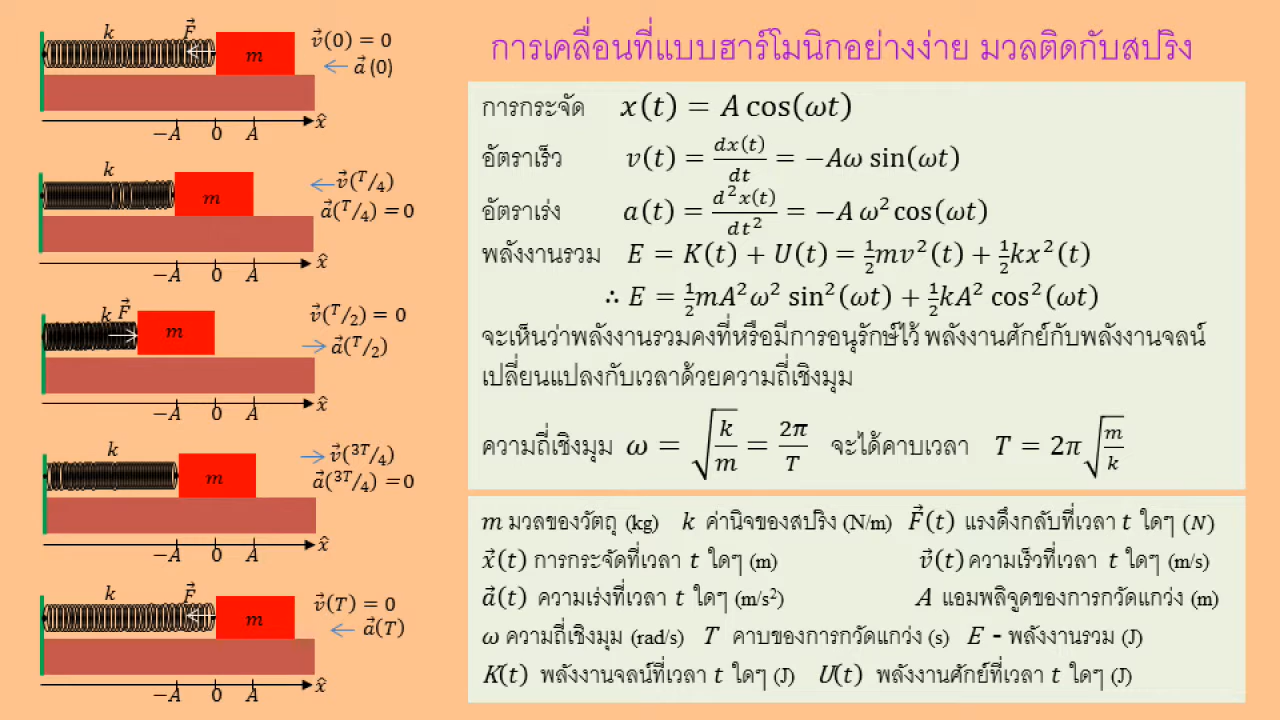 การเคลื่อนที่แบบฮาร์โมนิกอย่างง่าย มวลติดกับสปริง
k F⃗ m v⃗(0) = 0
← a⃗(0)
−A 0 A x̂
k m ← v⃗(T/4)
a⃗(T/4) = 0
−A 0 A x̂
k F⃗ m v⃗(T/2) = 0
→ a⃗(T/2)
−A 0 A x̂
k m → v⃗(3T/4)
a⃗(3T/4) = 0
−A 0 A x̂
k F⃗ m v⃗(T) = 0
← a⃗(T)
−A 0 A x̂
การกระจัด x(t) = A cos(ωt)
อัตราเร็ว v(t) = dx(t)/dt = −Aω sin(ωt)
อัตราเร่ง a(t) = d²x(t)/dt² = −A ω² cos(ωt)
พลังงานรวม E = K(t) + U(t) = ½mv²(t) + ½kx²(t)
∴ E = ½mA²ω² sin²(ωt) + ½kA² cos²(ωt)
จะเห็นว่าพลังงานรวมคงที่หรือมีการอนุรักษ์ไว้ พลังงานศักย์กับพลังงานจลน์
เปลี่ยนแปลงกับเวลาด้วยความถี่เชิงมุม
ความถี่เชิงมุม ω = √(k/m) = 2π/T จะได้คาบเวลา T = 2π√(m/k)
m มวลของวัตถุ (kg) k ค่านิจของสปริง (N/m) F⃗(t) แรงดึงกลับที่เวลา t ใดๆ (N)
x⃗(t) การกระจัดที่เวลา t ใดๆ (m) v⃗(t) ความเร็วที่เวลา t ใดๆ (m/s)
a⃗(t) ความเร่งที่เวลา t ใดๆ (m/s²) A แอมพลิจูดของการกวัดแกว่ง (m)
ω ความถี่เชิงมุม (rad/s) T คาบของการกวัดแกว่ง (s) E - พลังงานรวม (J)
K(t) พลังงานจลน์ที่เวลา t ใดๆ (J) U(t) พลังงานศักย์ที่เวลา t ใดๆ (J)